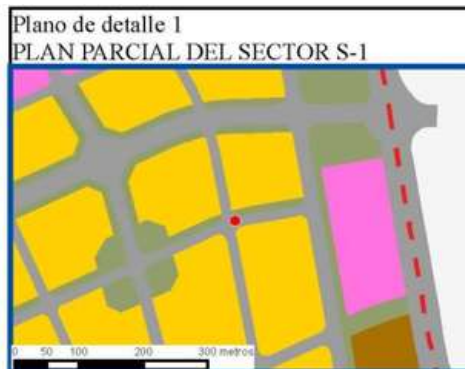 Plano de detalle 1
PLAN PARCIAL DEL SECTOR S-1
0 50 100 200 300 metros